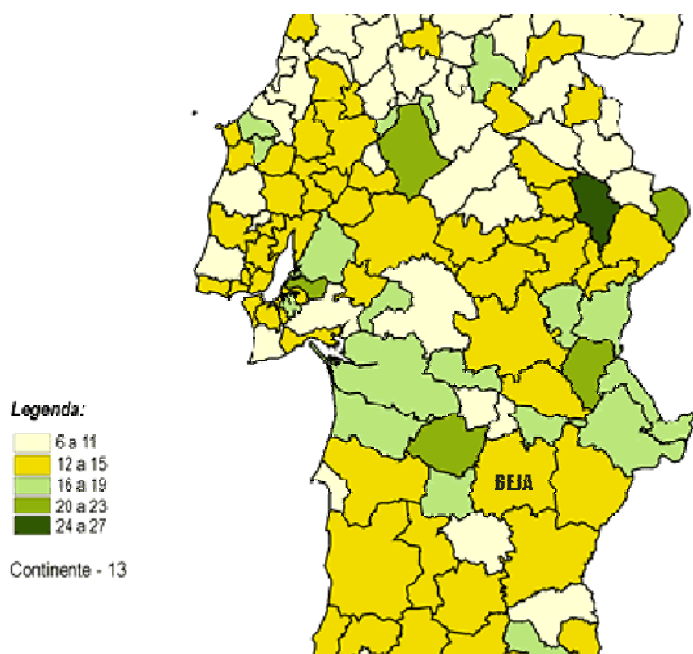 BEJA
Legenda:
6 a 11
12 a 15
16 a 19
20 a 23
24 a 27
Continente - 13